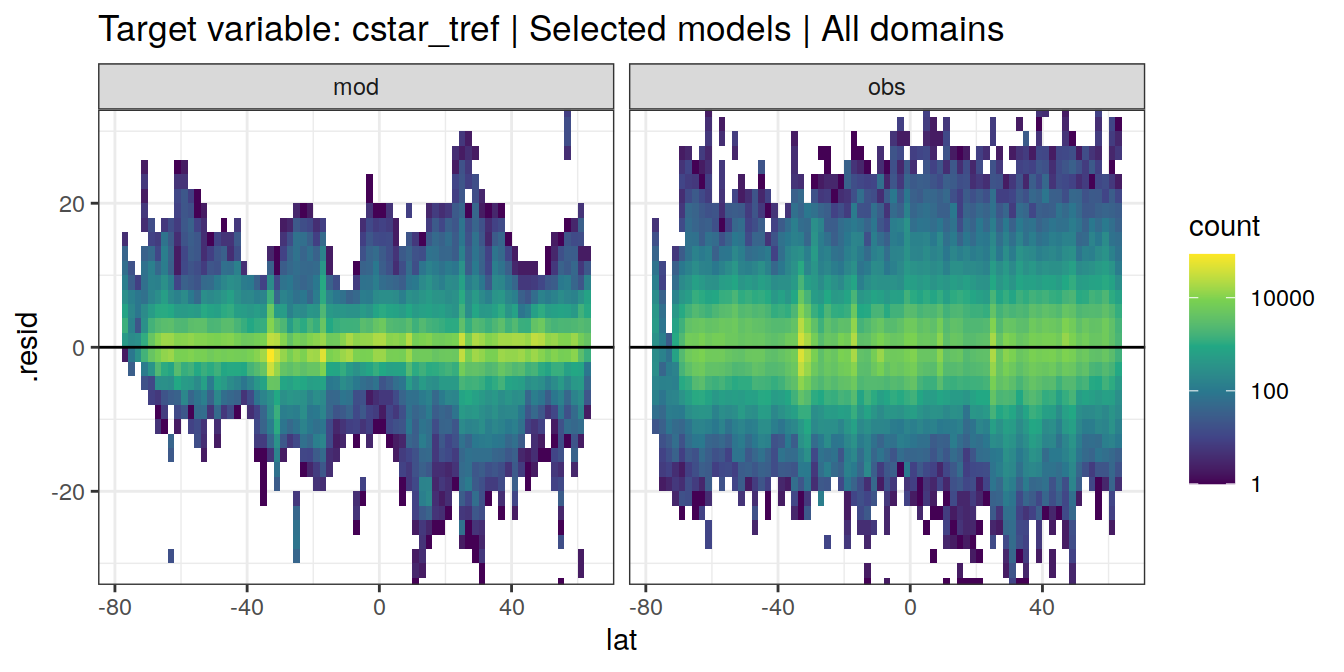 Target variable: cstar_tref | Selected models | All domains
mod
obs
.resid
20
0
-20
-80
-40
0
40
-80
-40
0
40
lat
count
10000
100
1